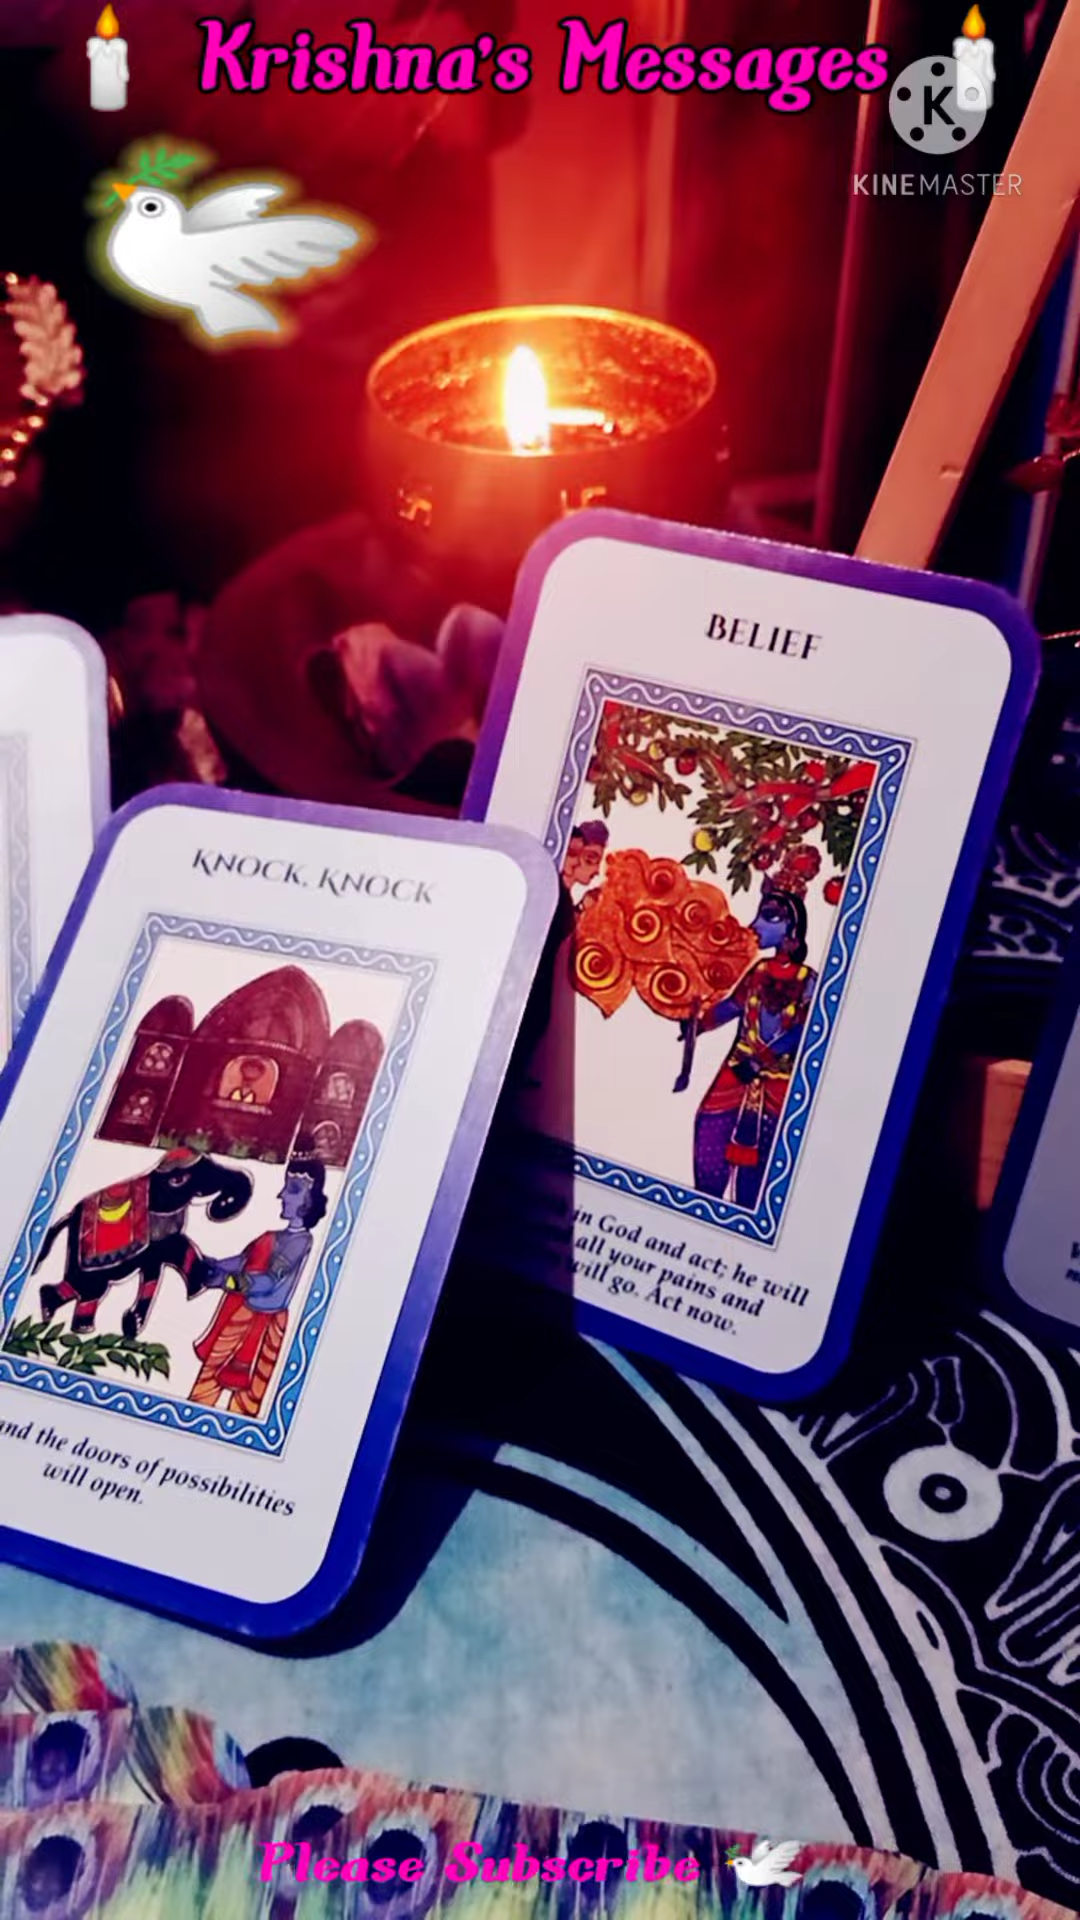 Krishna's Messages
K
KINEMASTER
BELIEF
in God and act; he will
all your pains and
will go. Act now.
KNOCK, KNOCK
and the doors of possibilities
will open.
Please Subscribe